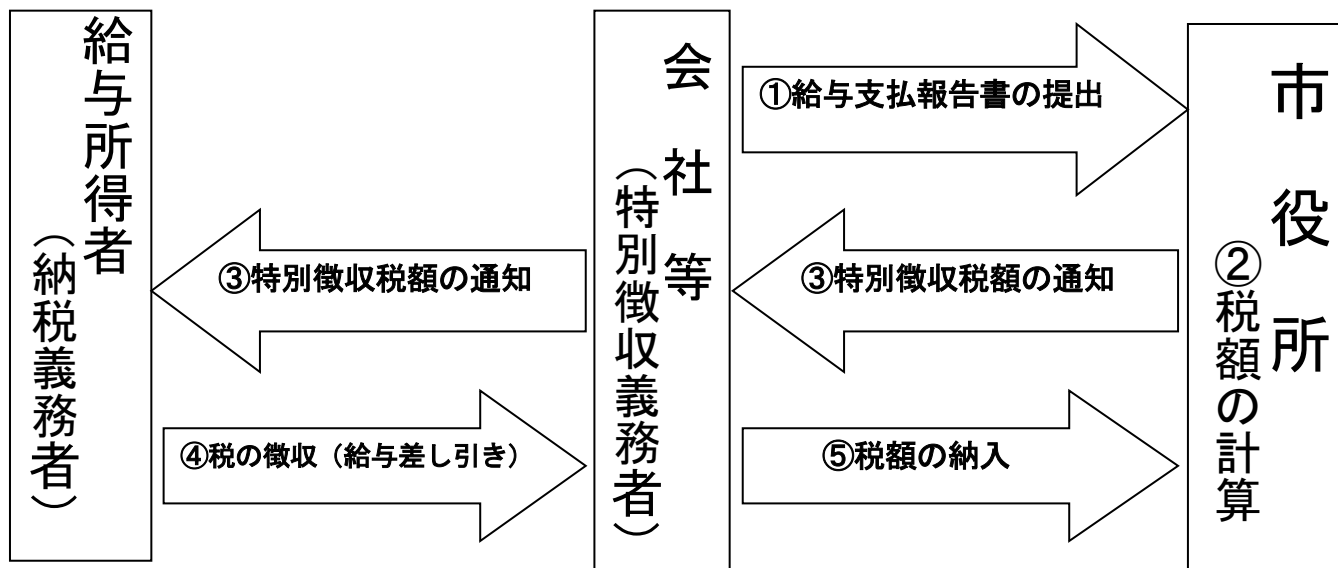 給与所得者
（納税義務者）
会社等
（特別徴収義務者）
市役所
②税額の計算
①給与支払報告書の提出
③特別徴収税額の通知
③特別徴収税額の通知
④税の徴収（給与差し引き）
⑤税額の納入